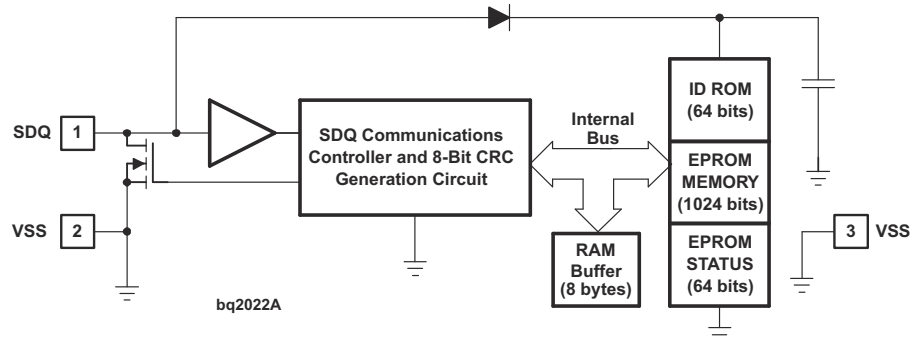 SDQ
1
VSS
2
SDQ Communications
Controller and 8-Bit CRC
Generation Circuit
Internal
Bus
RAM
Buffer
(8 bytes)
ID ROM
(64 bits)
EPROM
MEMORY
(1024 bits)
EPROM
STATUS
(64 bits)
3
VSS
bq2022A